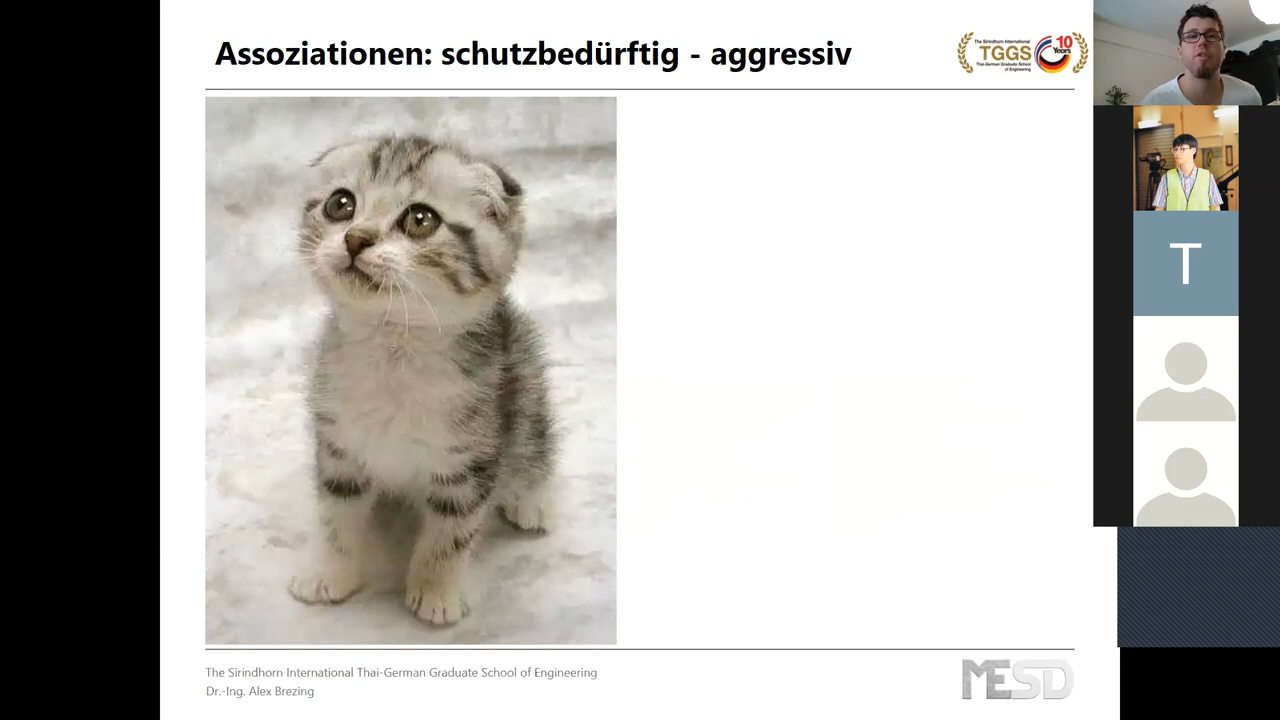 Assoziationen: schutzbedürftig - aggressiv
The Sirindhorn International
TGGS
Thai-German Graduate School
of Engineering
10
Years
T
The Sirindhorn International Thai-German Graduate School of Engineering
Dr.-Ing. Alex Brezing
MESD